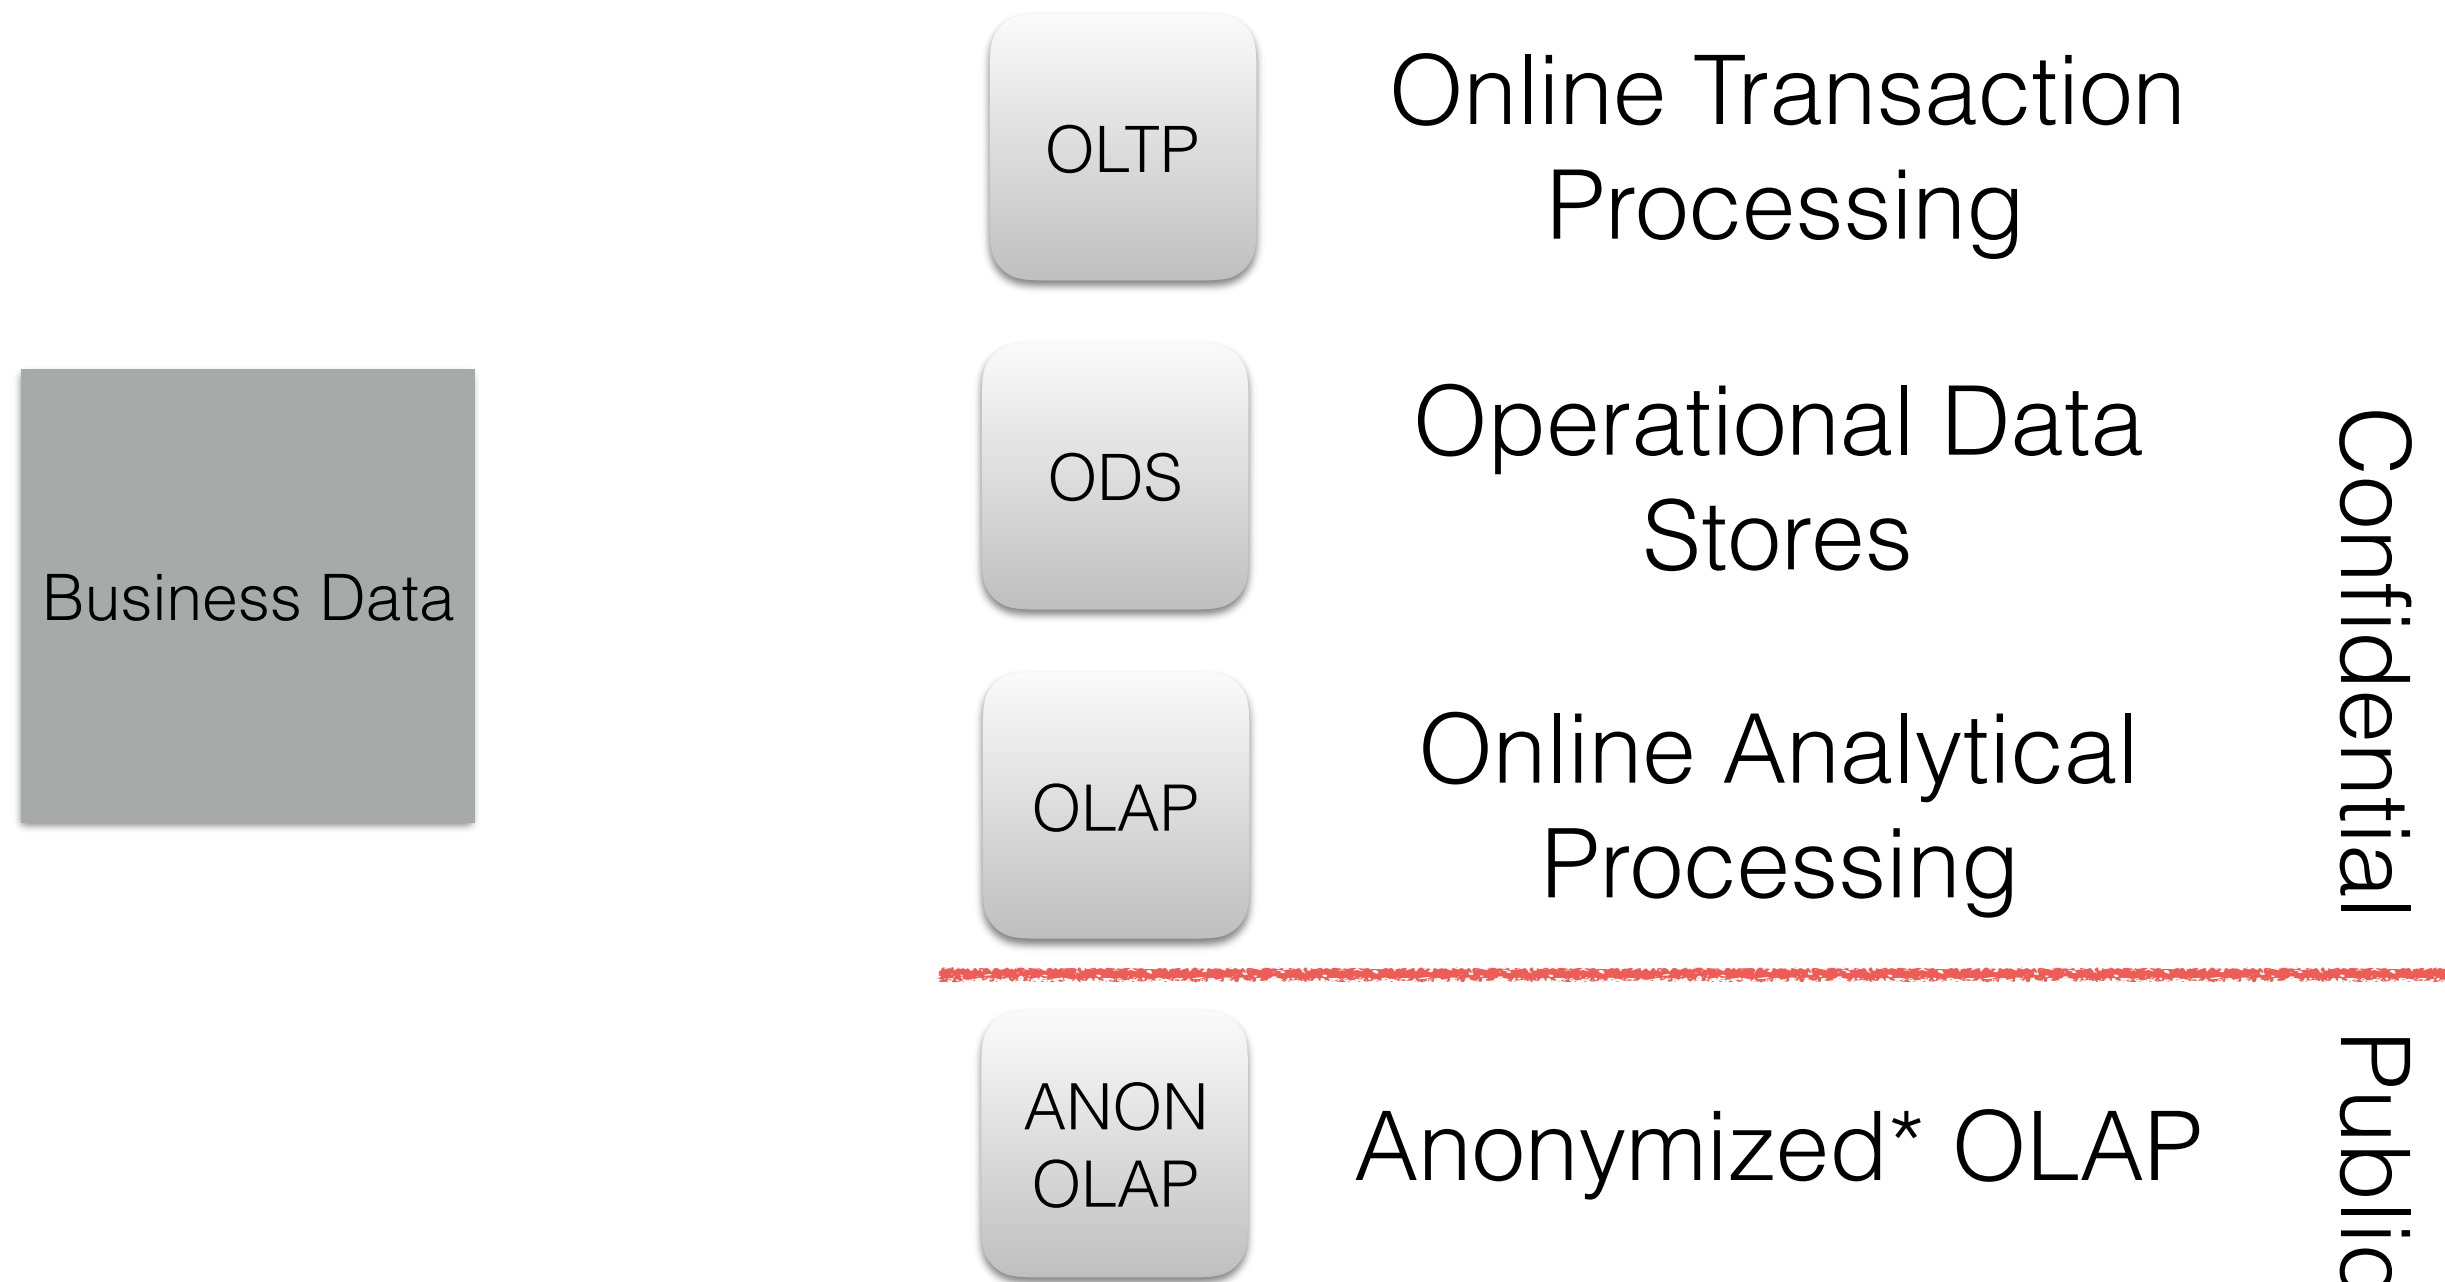 OLTP
Online Transaction
Processing
Business Data
ODS
Operational Data
Stores
OLAP
Online Analytical
Processing
Confidential
ANON
OLAP
Anonymized* OLAP
Public